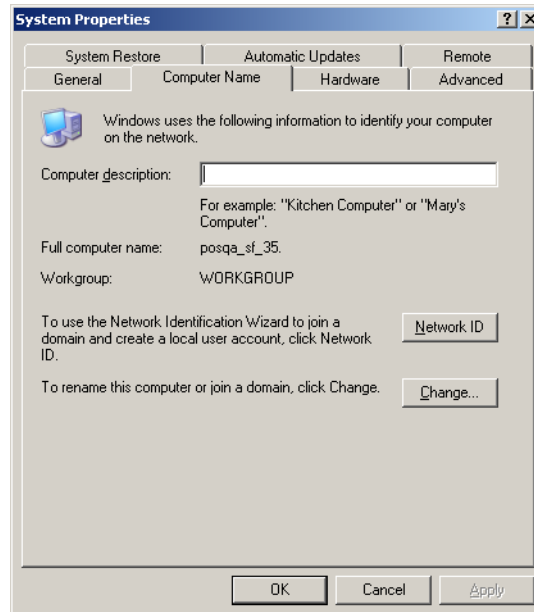 System Properties
System Restore
Automatic Updates
Remote
General
Computer Name
Hardware
Advanced
Windows uses the following information to identify your computer
on the network.
Computer description:
For example: "Kitchen Computer" or "Mary's
Computer".
Full computer name:
posqa_sf_35.
Workgroup:
WORKGROUP
To use the Network Identification Wizard to join a
domain and create a local user account, click Network
ID.
Network ID
To rename this computer or join a domain, click Change.
Change...
OK
Cancel
Apply